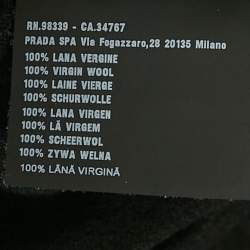 RN.98339 - CA.34767
PRADA SPA Via Fogazzaro,28 20135 Milano
100% LANA VERGINE
100% VIRGIN WOOL
100% LAINE VIERGE
100% SCHURWOLLE
100% LANA VIRGEN
100% LÃ VIRGEM
100% SCHEERWOL
100% ZYWA WELNA
100% LÂNĂ VIRGINĂ